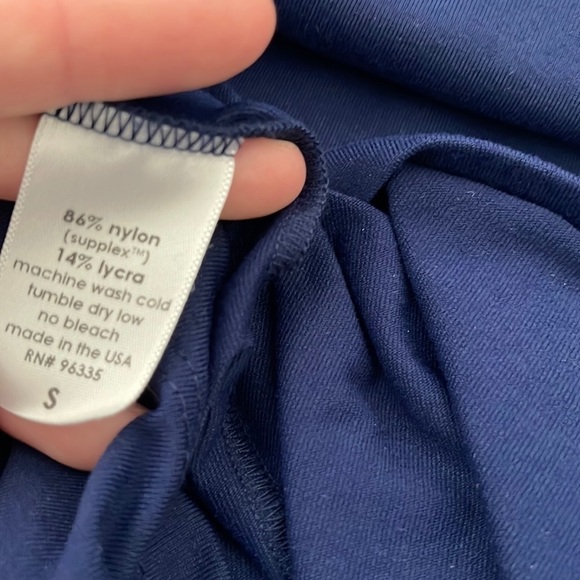 86% nylon
(supplex™)
14% lycra
machine wash cold
tumble dry low
no bleach
made in the USA
RN# 96335
S